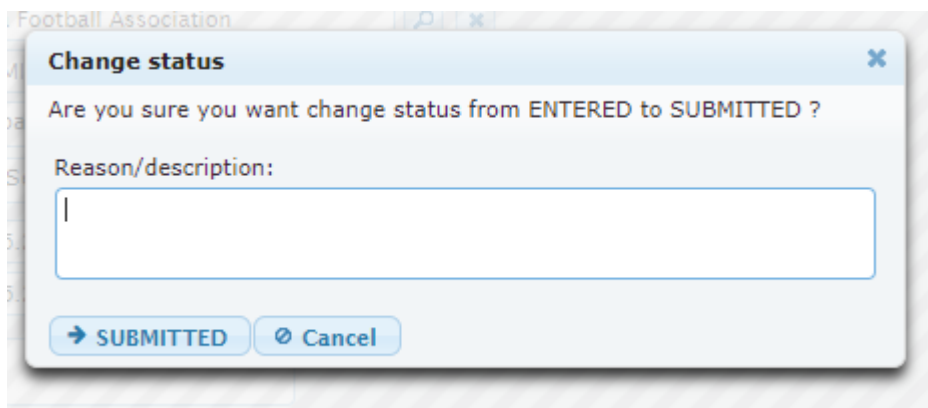 Football Association
Change status
Are you sure you want change status from ENTERED to SUBMITTED ?
Reason/description:
SUBMITTED
Cancel